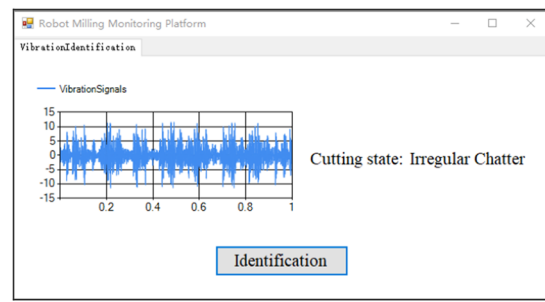 Robot Milling Monitoring Platform
VibrationIdentification
VibrationSignals
15
10
5
0
-5
-10
-15
0.2 0.4 0.6 0.8 1
Cutting state: Irregular Chatter
Identification